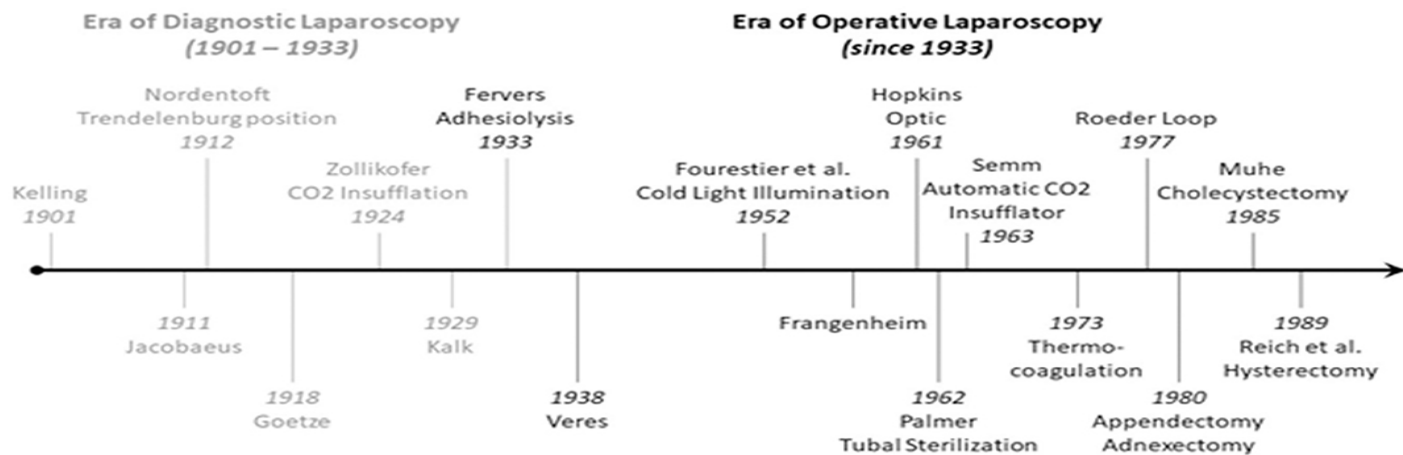 Era of Diagnostic Laparoscopy
(1901 – 1933)
Era of Operative Laparoscopy
(since 1933)
Kelling
1901
Nordentoft
Trendelenburg position
1912
Zollikofer
CO2 Insufflation
1924
Fervers
Adhesiolysis
1933
Fourestier et al.
Cold Light Illumination
1952
Hopkins
Optic
1961
Semm
Automatic CO2
Insufflator
1963
Roeder Loop
1977
Muhe
Cholecystectomy
1985
1911
Jacobaeus
1918
Goetze
1929
Kalk
1938
Veres
Frangenheim
1962
Palmer
Tubal Sterilization
1973
Thermo-
coagulation
1980
Appendectomy
Adnexectomy
1989
Reich et al.
Hysterectomy